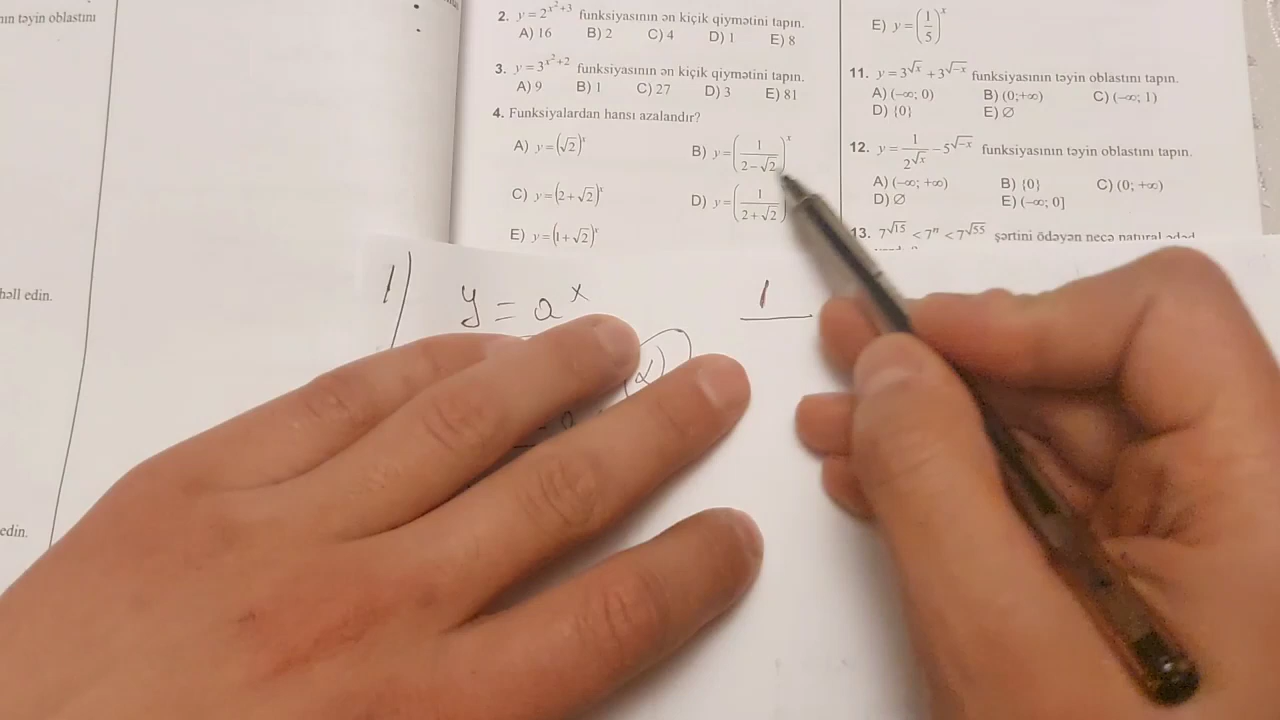 təyin oblastını
həll edin.
edin.
2. y=2^{x²+3} funksiyasının ən kiçik qiymətini tapın.
A) 16 B) 2 C) 4 D) 1 E) 8
3. y=3^{x²+2} funksiyasının ən kiçik qiymətini tapın.
A) 9 B) 1 C) 27 D) 3 E) 81
4. Funksiyalardan hansı azalandır?
A) y=(√2)^x B) y=(1/(2−√2))^x
C) y=(2+√2)^x D) y=(1/(2+√2))
E) y=(1+√2)^x
E) y=(1/5)^x
11. y=3^{√x}+3^{√−x} funksiyasının təyin oblastını tapın.
A) (−∞; 0) B) (0;+∞) C) (−∞; 1)
D) {0} E) ∅
12. y=1/2^{√x}−5^{√−x} funksiyasının təyin oblastını tapın.
A) (−∞; +∞) B) {0} C) (0; +∞)
D) ∅ E) (−∞; 0]
13. 7^{√15}<7^n<7^{√55} şərtini ödəyən neçə natural ədəd
1) y = a^x 1